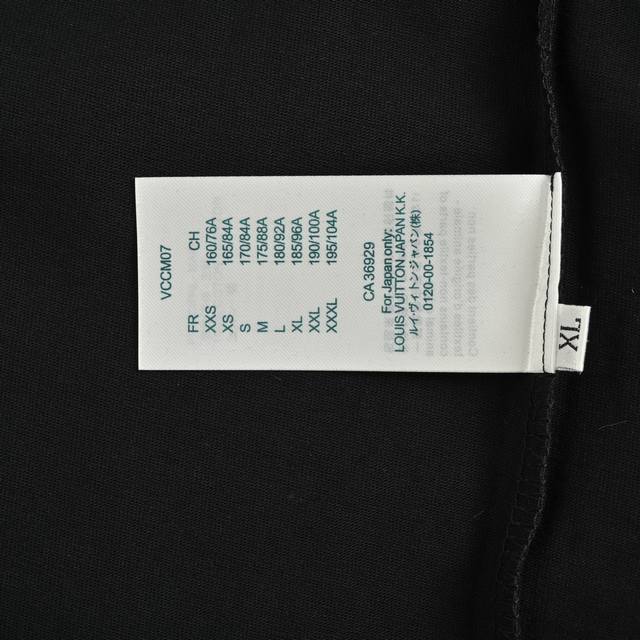 VCCM07
FR CH
XXS 160/76A
XS 165/84A
S 170/84A
M 175/88A
L 180/92A
XL 185/96A
XXL 190/100A
XXXL 195/104A
CA 36929
For Japan only:
LOUIS VUITTON JAPAN K.K.
ルイ・ヴィトンジャパン(株)
0120-00-1854
XL